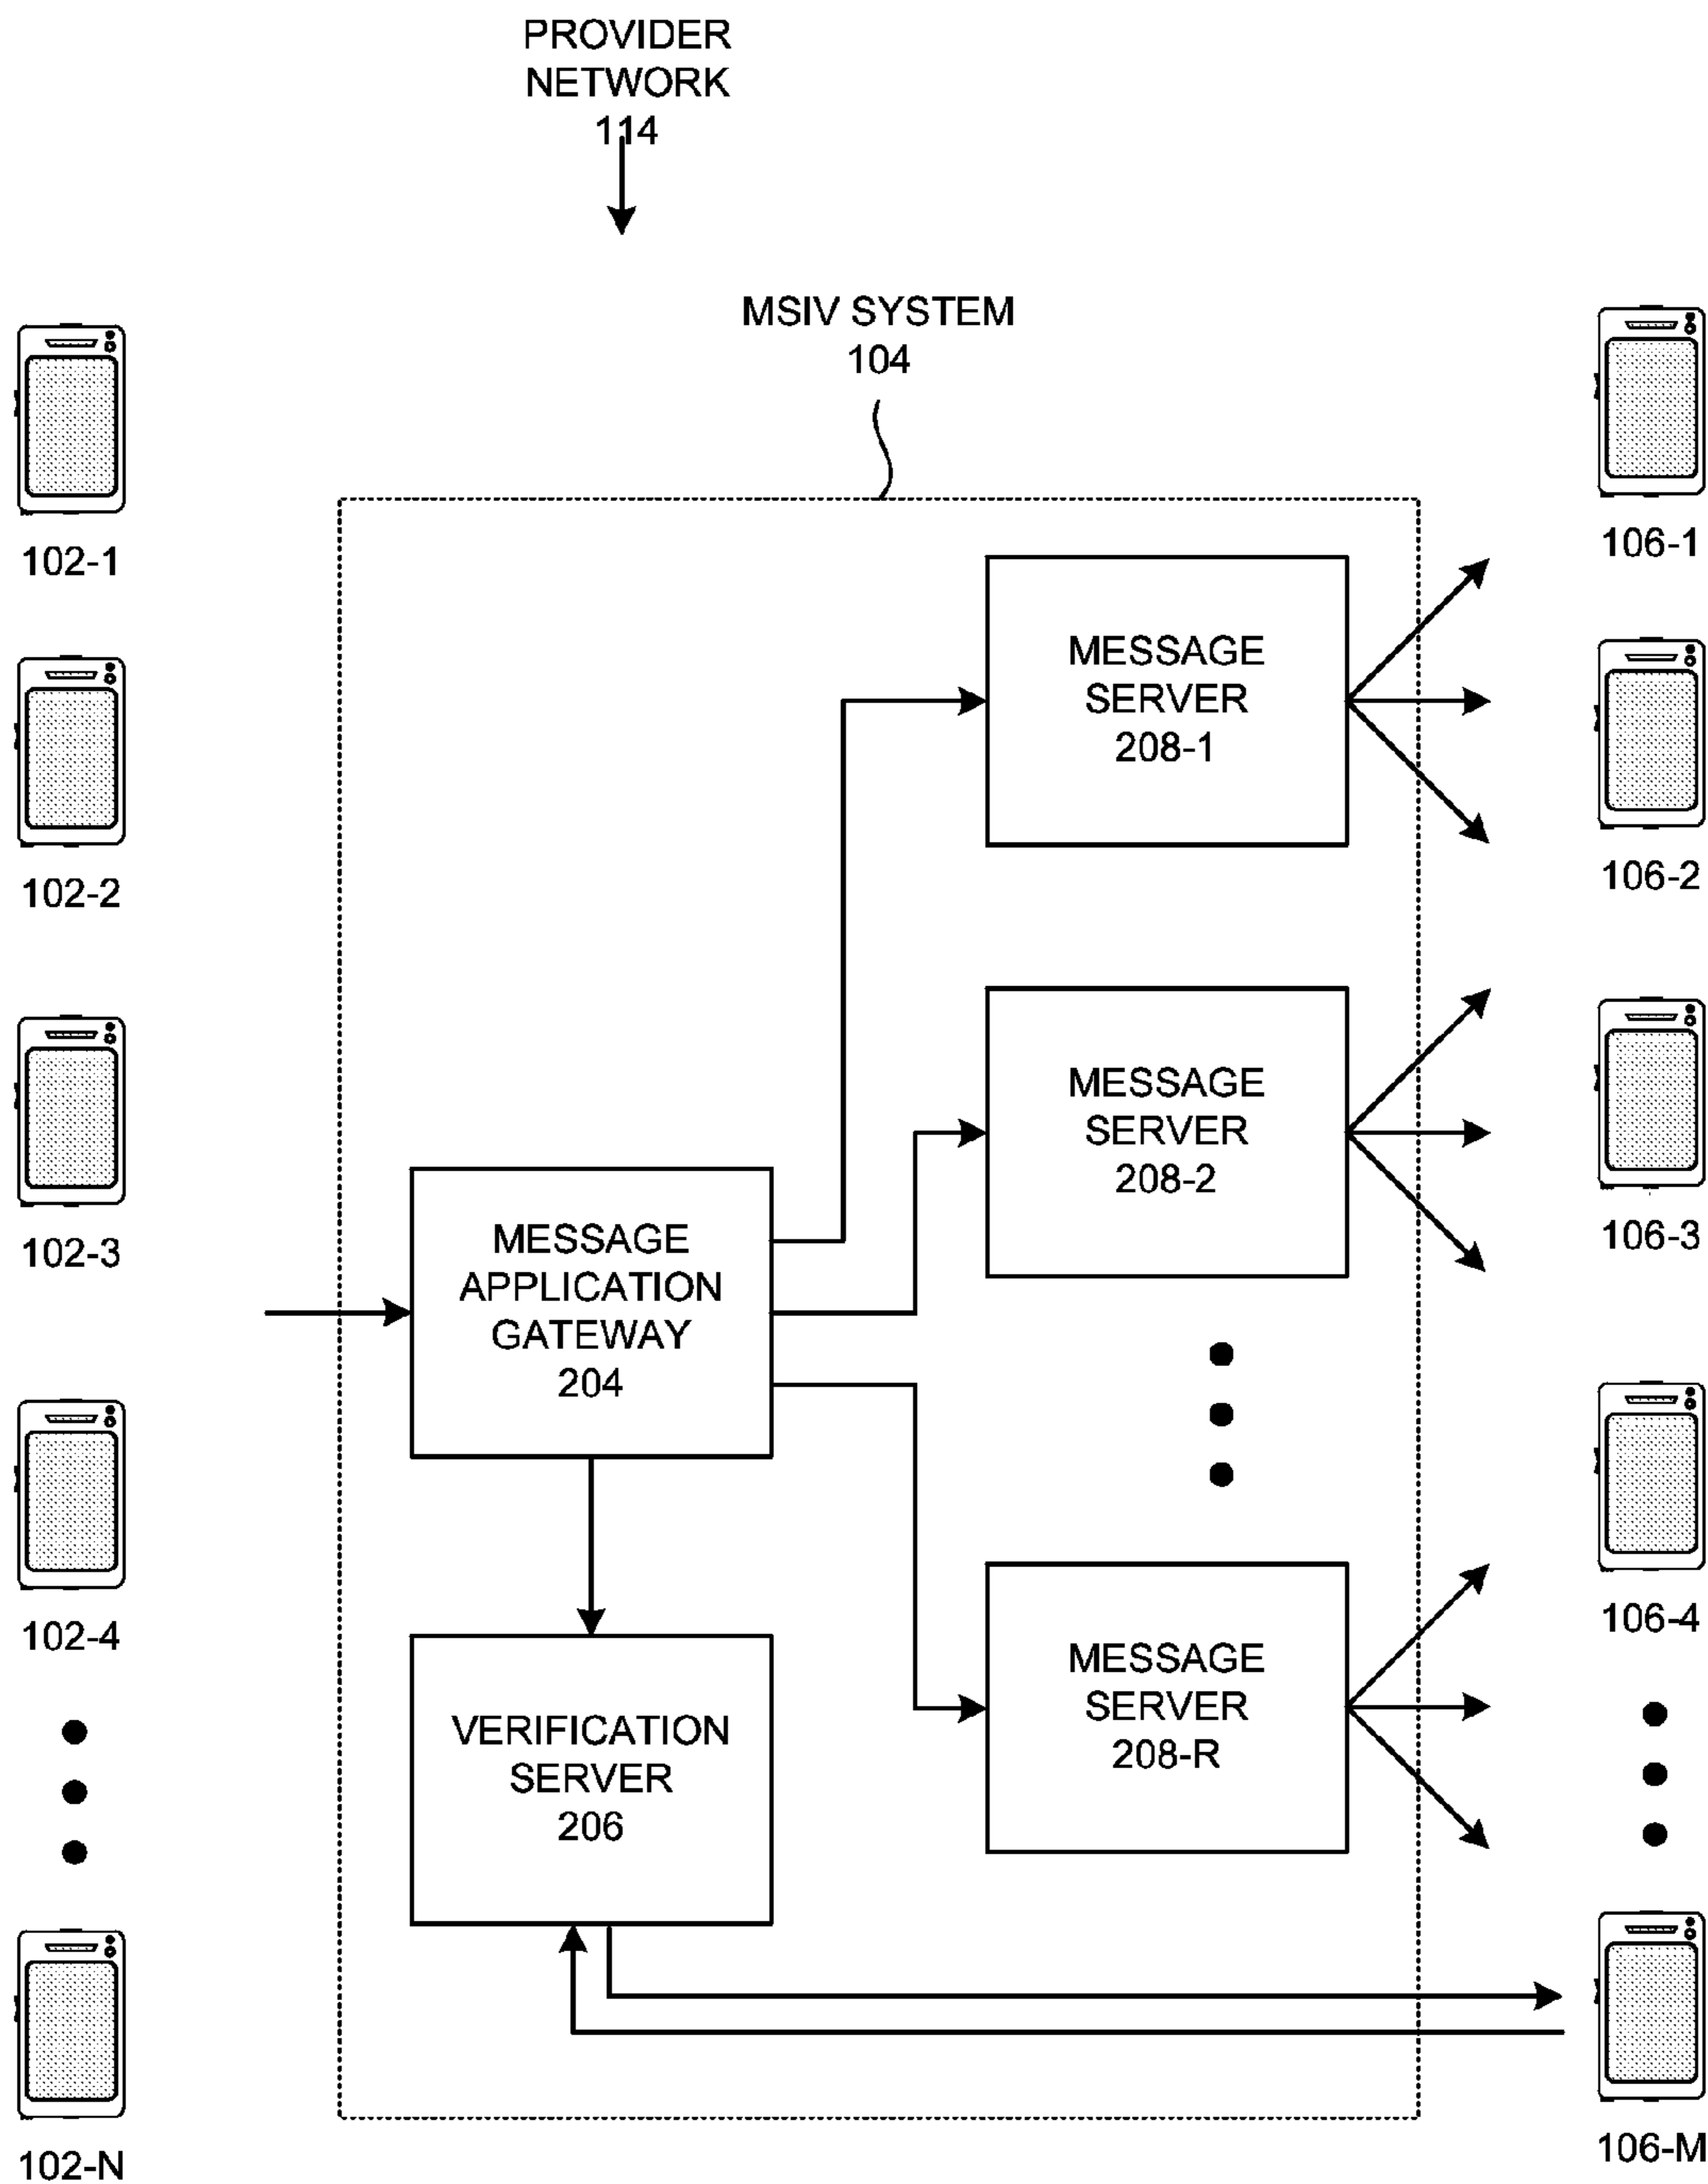 PROVIDER
NETWORK
114
MSIV SYSTEM
104
102-1
102-2
102-3
102-4
102-N
MESSAGE
APPLICATION
GATEWAY
204
VERIFICATION
SERVER
206
MESSAGE
SERVER
208-1
MESSAGE
SERVER
208-2
MESSAGE
SERVER
208-R
106-1
106-2
106-3
106-4
106-M